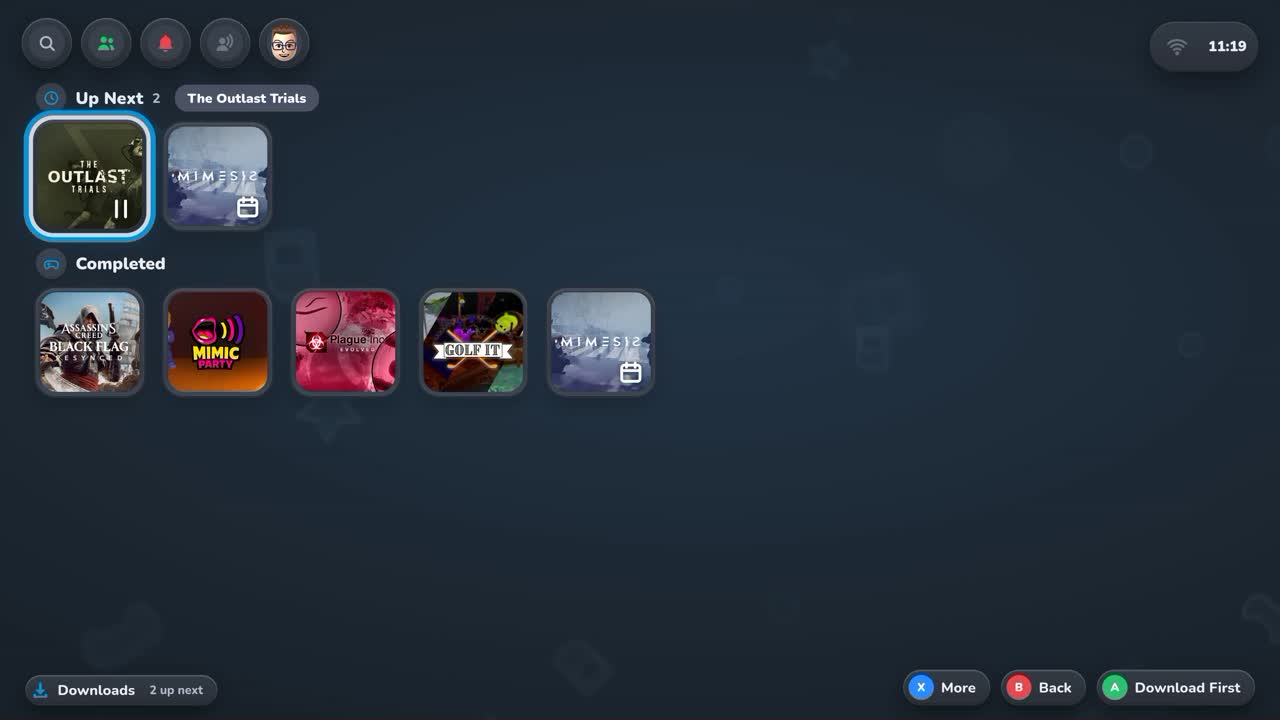 11:19
Up Next 2
The Outlast Trials
THE
OUTLAST
TRIALS
MIMESIS
Completed
ASSASSIN'S
CREED
BLACK FLAG
RESYNCED
MIMIC
PARTY
Plague Inc
EVOLVED
GOLF IT
MIMESIS
Downloads 2 up next
X More
B Back
A Download First